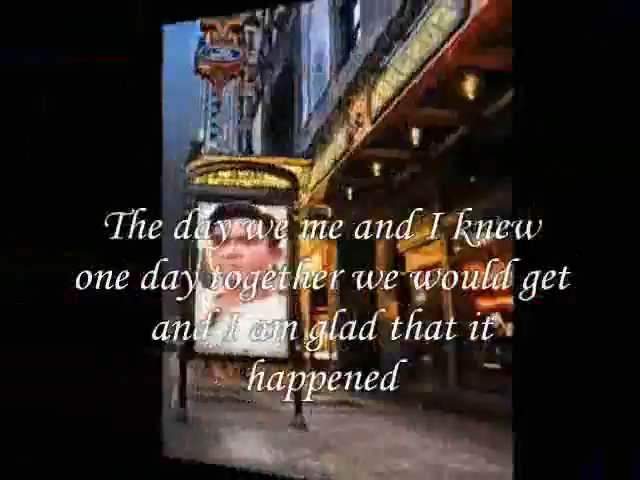 The day we me and I knew
one day together we would get
and I am glad that it
happened